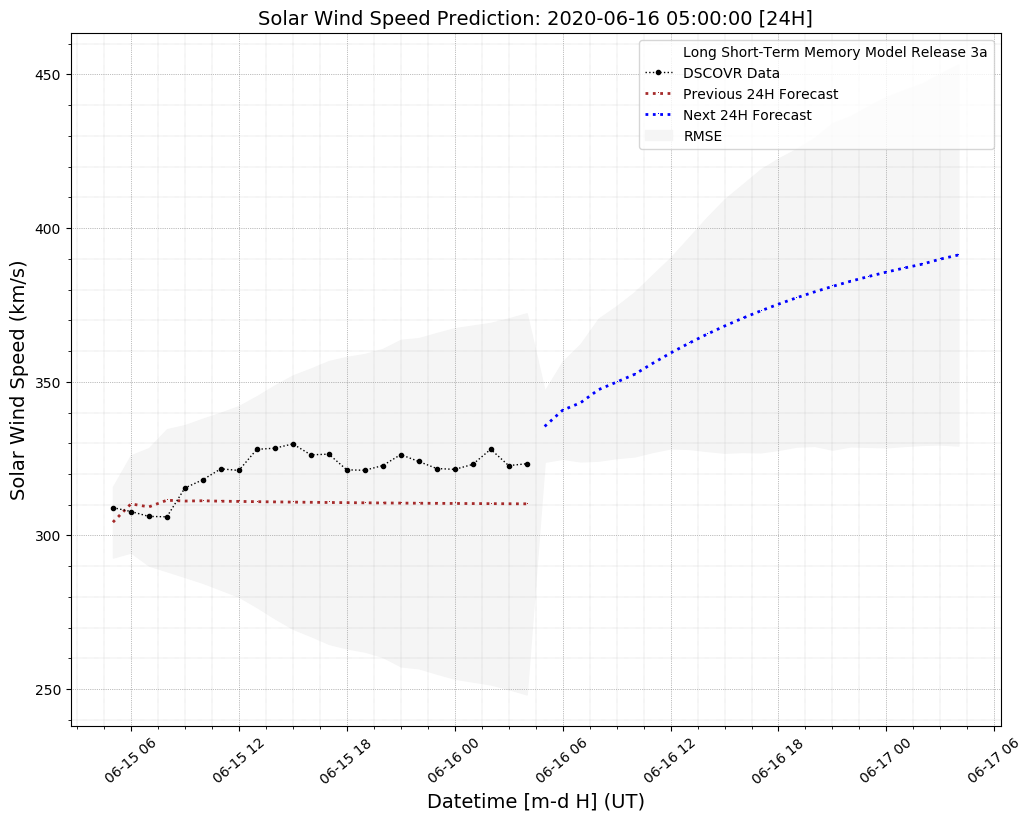 Solar Wind Speed Prediction: 2020-06-16 05:00:00 [24H]
Long Short-Term Memory Model Release 3a
DSCOVR Data
Previous 24H Forecast
Next 24H Forecast
RMSE
Solar Wind Speed (km/s)
450
400
350
300
250
06-15 06
06-15 12
06-15 18
06-16 00
06-16 06
06-16 12
06-16 18
06-17 00
06-17 06
Datetime [m-d H] (UT)